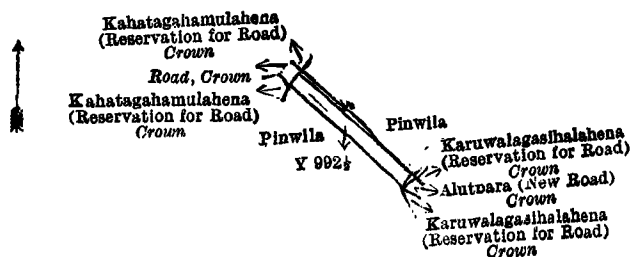 Kahatagahamulahena
(Reservation for Road)
Crown
Road, Crown
Kahatagahamulahena
(Reservation for Road)
Crown
Pinwila
Pinwila
Y 992½
Karuwalagasihalahena
(Reservation for Road)
Crown
Alutpara (New Road)
Crown
Karuwalagasihalahena
(Reservation for Road)
Crown